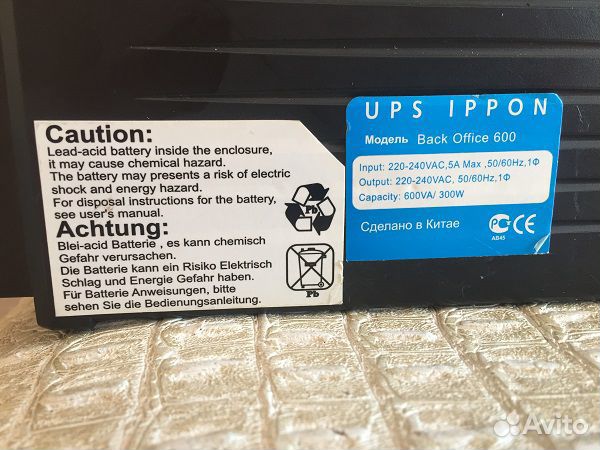 Caution:
Lead-acid battery inside the enclosure,
it may cause chemical hazard.
The battery may presents a risk of electric
shock and energy hazard.
For disposal instructions for the battery,
see user's manual.
Pb
Achtung:
Blei-acid Batterie , es kann chemisch
Gefahr verursachen.
Die Batterie kann ein Risiko Elektrisch
Schlag und Energie Gefahr haben.
Für Batterie Anweisungen, bitte
sehen Sie die Bedienungsanleitung.
Pb
UPS IPPON
Модель Back Office 600
Input: 220-240VAC,5A Max ,50/60Hz,1Φ
Output: 220-240VAC, 50/60Hz,1Φ
Capacity: 600VA/ 300W
Сделано в Китае
РСТ CE
АВ45
Avito